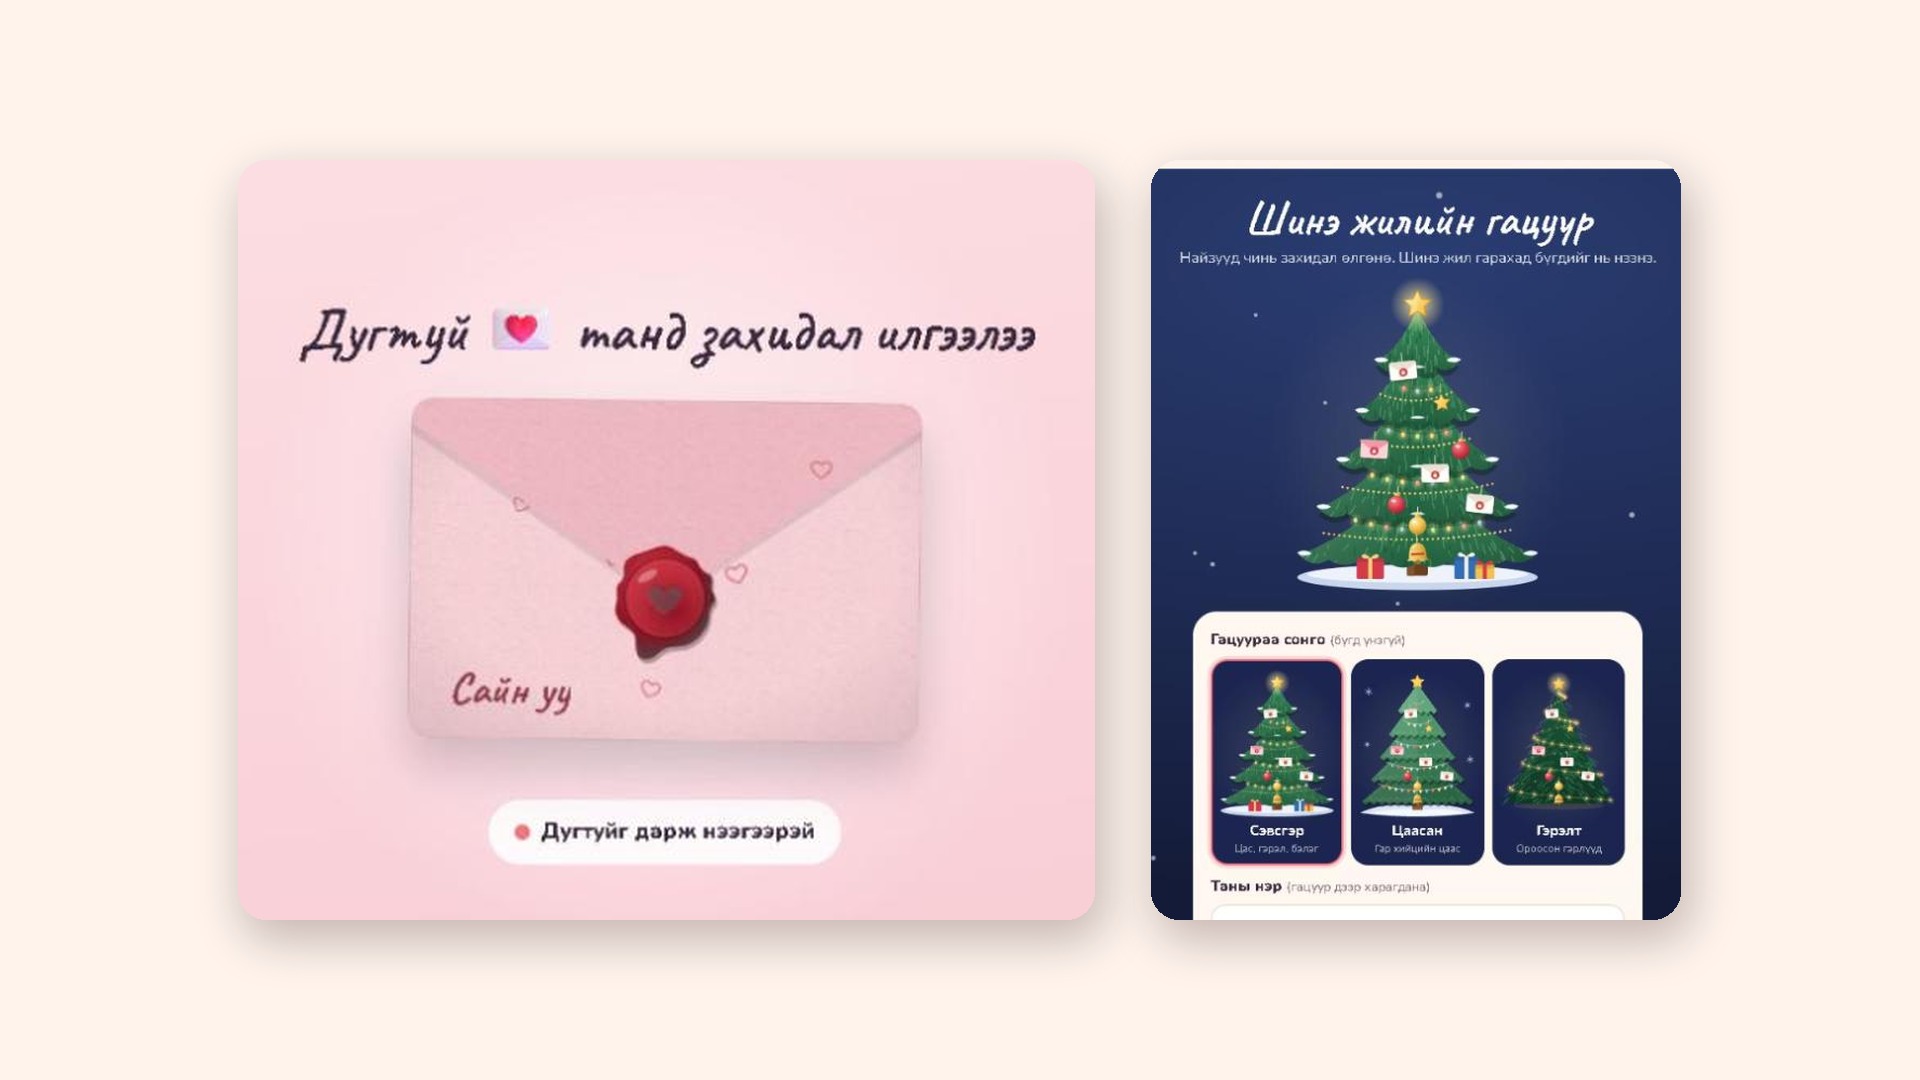 Дугтуй 💌 танд захидал илгээлээ
Сайн уу
Дугтуйг дарж нээгээрэй
Шинэ жилийн гацуур
Найзууд чинь захидал өлгөнө. Шинэ жил гарахад бүгдийг нь нээнэ.
Гацуураа сонго (бүгд үнэгүй)
Сэвсгэр
Цас, гэрэл, бэлэг
Цаасан
Гар хийцийн цаас
Гэрэлт
Ороосон гэрлүүд
Таны нэр (гацуур дээр харагдана)